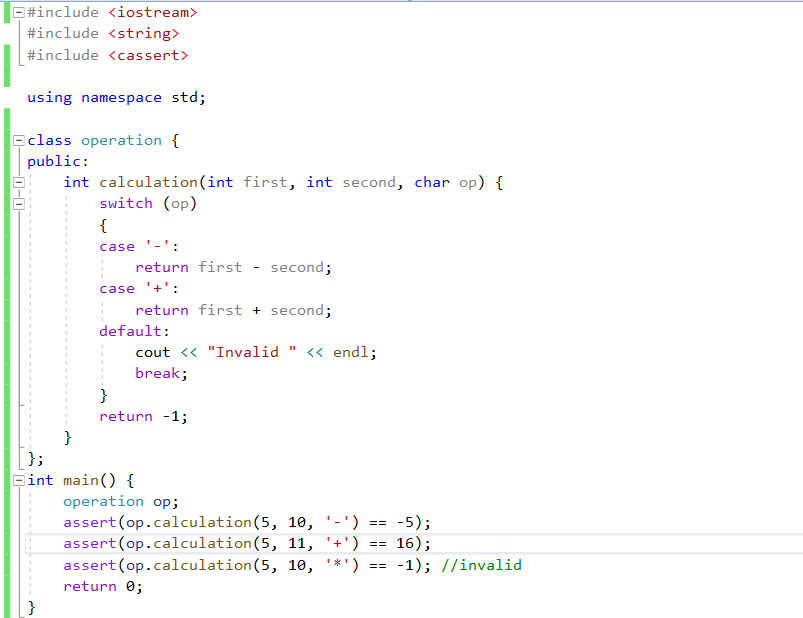 #include <iostream>
#include <string>
#include <cassert>
using namespace std;
class operation {
public:
int calculation(int first, int second, char op) {
switch (op)
{
case '-':
return first - second;
case '+':
return first + second;
default:
cout << "Invalid " << endl;
break;
}
return -1;
}
};
int main() {
operation op;
assert(op.calculation(5, 10, '-') == -5);
assert(op.calculation(5, 11, '+') == 16);
assert(op.calculation(5, 10, '*') == -1); //invalid
return 0;
}